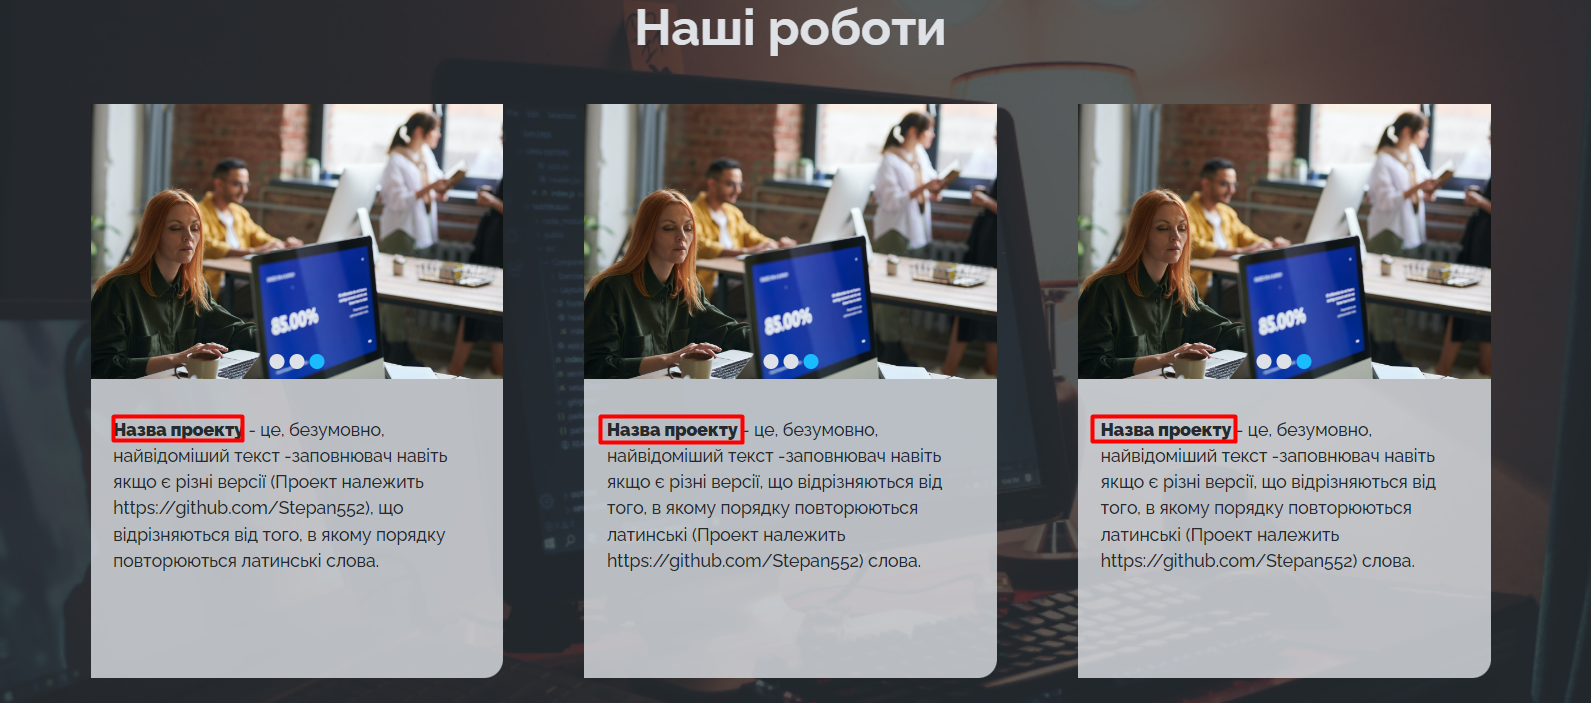 Наші роботи
85.00%
85.00%
85.00%
Назва проекту - це, безумовно,
найвідоміший текст -заповнювач навіть
якщо є різні версії (Проект належить
https://github.com/Stepan552), що
відрізняються від того, в якому порядку
повторюються латинські слова.
Назва проекту - це, безумовно,
найвідоміший текст -заповнювач навіть
якщо є різні версії, що відрізняються від
того, в якому порядку повторюються
латинські (Проект належить
https://github.com/Stepan552) слова.
Назва проекту - це, безумовно,
найвідоміший текст -заповнювач навіть
якщо є різні версії, що відрізняються від
того, в якому порядку повторюються
латинські (Проект належить
https://github.com/Stepan552) слова.